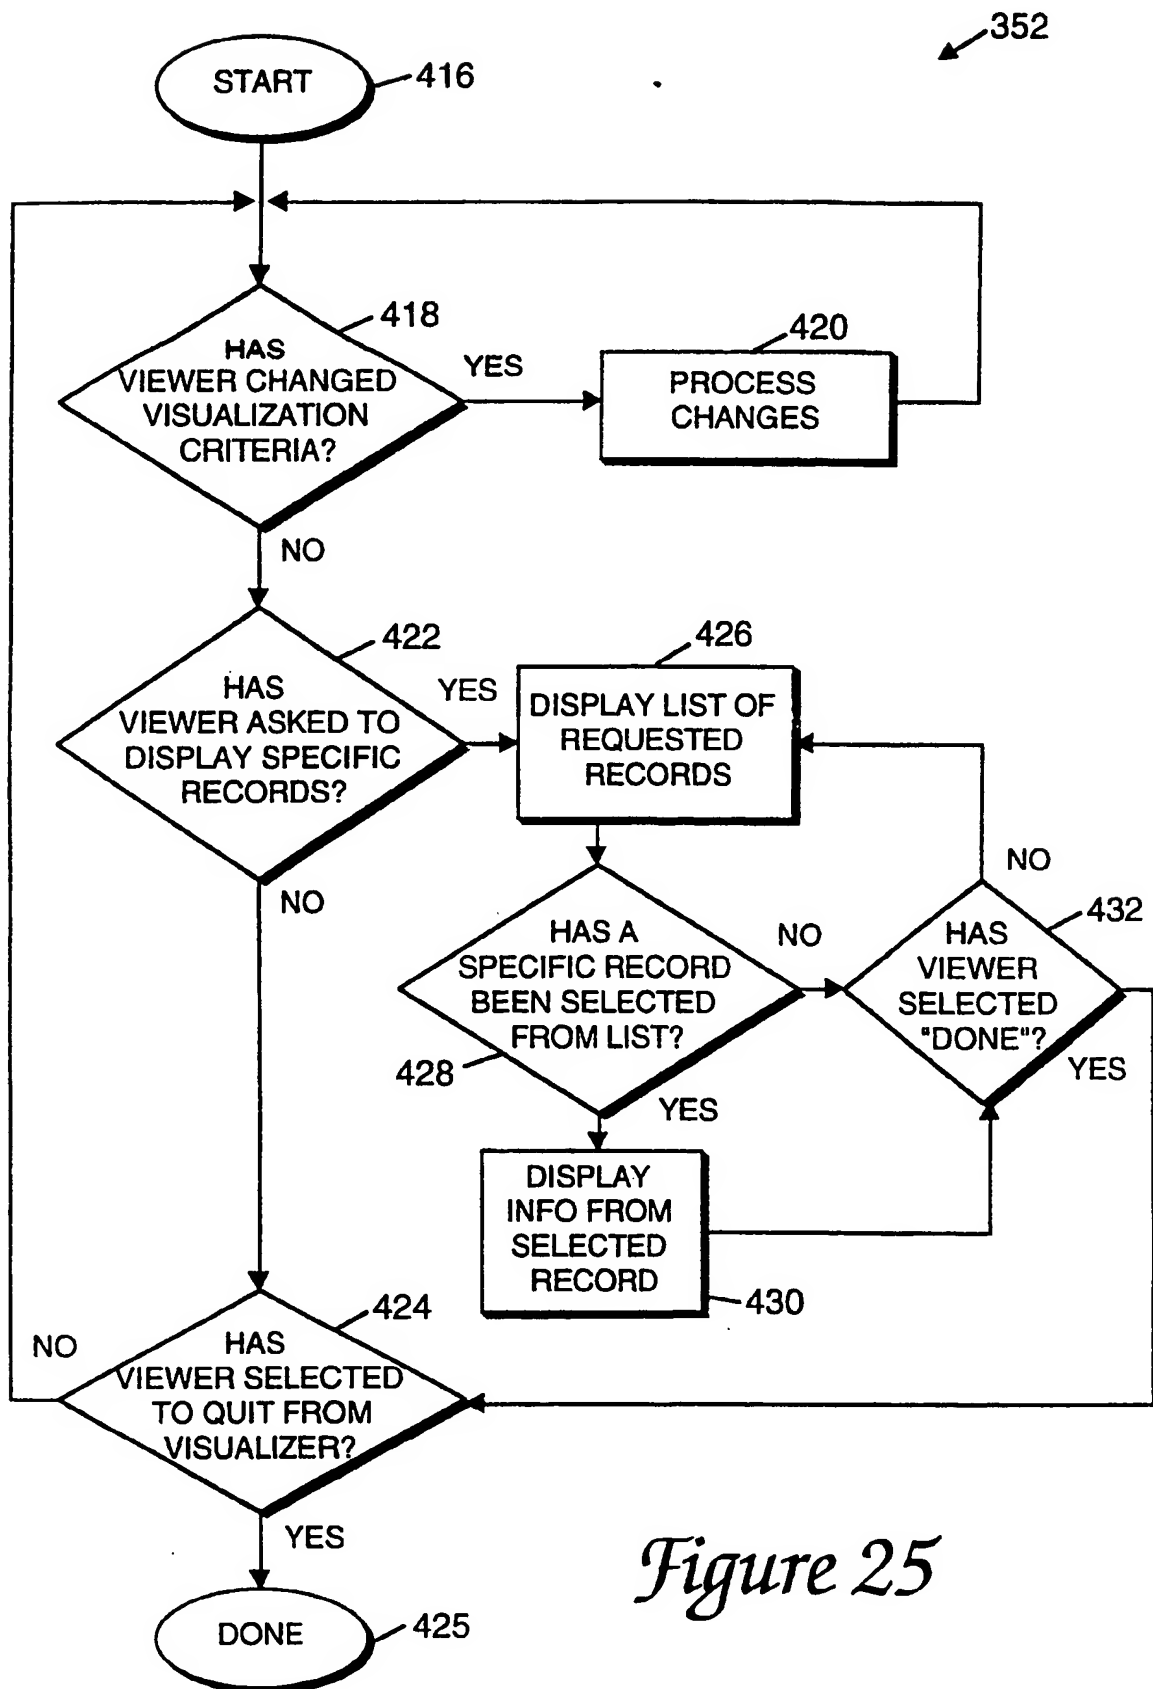 352
START
416
418
HAS
VIEWER CHANGED
VISUALIZATION
CRITERIA?
YES
420
PROCESS
CHANGES
NO
422
HAS
VIEWER ASKED TO
DISPLAY SPECIFIC
RECORDS?
YES
426
DISPLAY LIST OF
REQUESTED
RECORDS
NO
NO
HAS A
SPECIFIC RECORD
BEEN SELECTED
FROM LIST?
428
NO
432
HAS
VIEWER
SELECTED
"DONE"?
YES
YES
DISPLAY
INFO FROM
SELECTED
RECORD
430
424
HAS
VIEWER SELECTED
TO QUIT FROM
VISUALIZER?
NO
YES
DONE
425
Figure 25